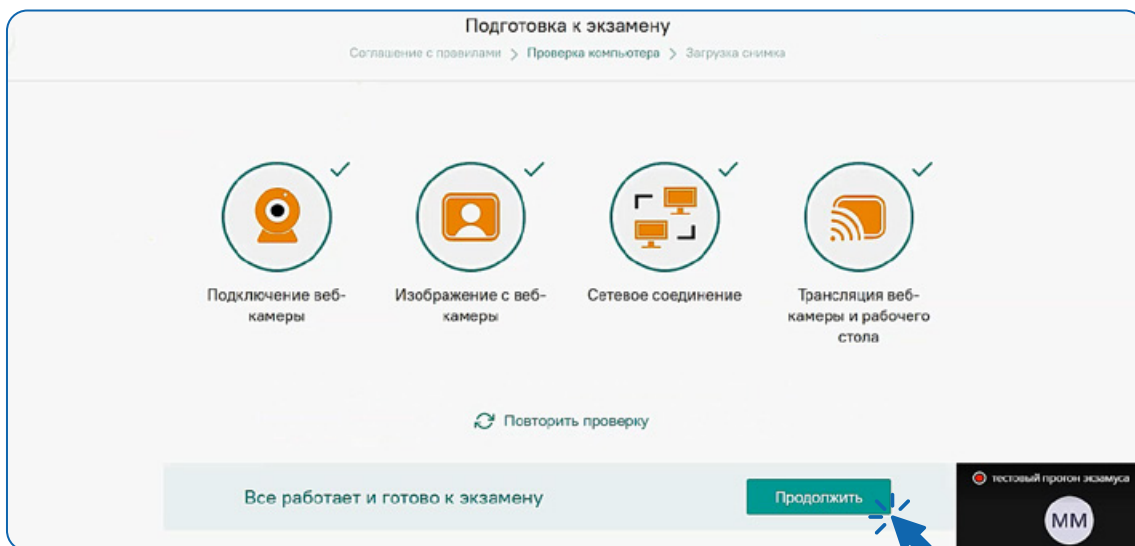 Подготовка к экзамену
Соглашение с правилами > Проверка компьютера > Загрузка снимка
Подключение веб-
камеры
Изображение с веб-
камеры
Сетевое соединение
Трансляция веб-
камеры и рабочего
стола
Повторить проверку
Все работает и готово к экзамену
Продолжить
тестовый прогон экзамуса
ММ